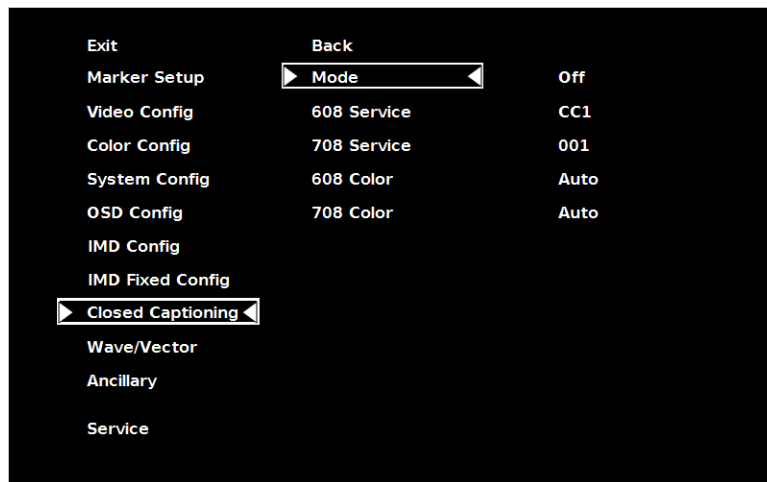 Exit Back
Marker Setup Mode Off
Video Config 608 Service CC1
Color Config 708 Service 001
System Config 608 Color Auto
OSD Config 708 Color Auto
IMD Config
IMD Fixed Config
Closed Captioning
Wave/Vector
Ancillary
Service